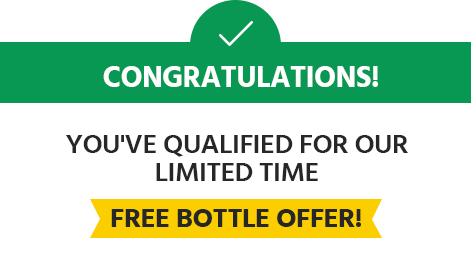 CONGRATULATIONS!
YOU'VE QUALIFIED FOR OUR
LIMITED TIME
FREE BOTTLE OFFER!